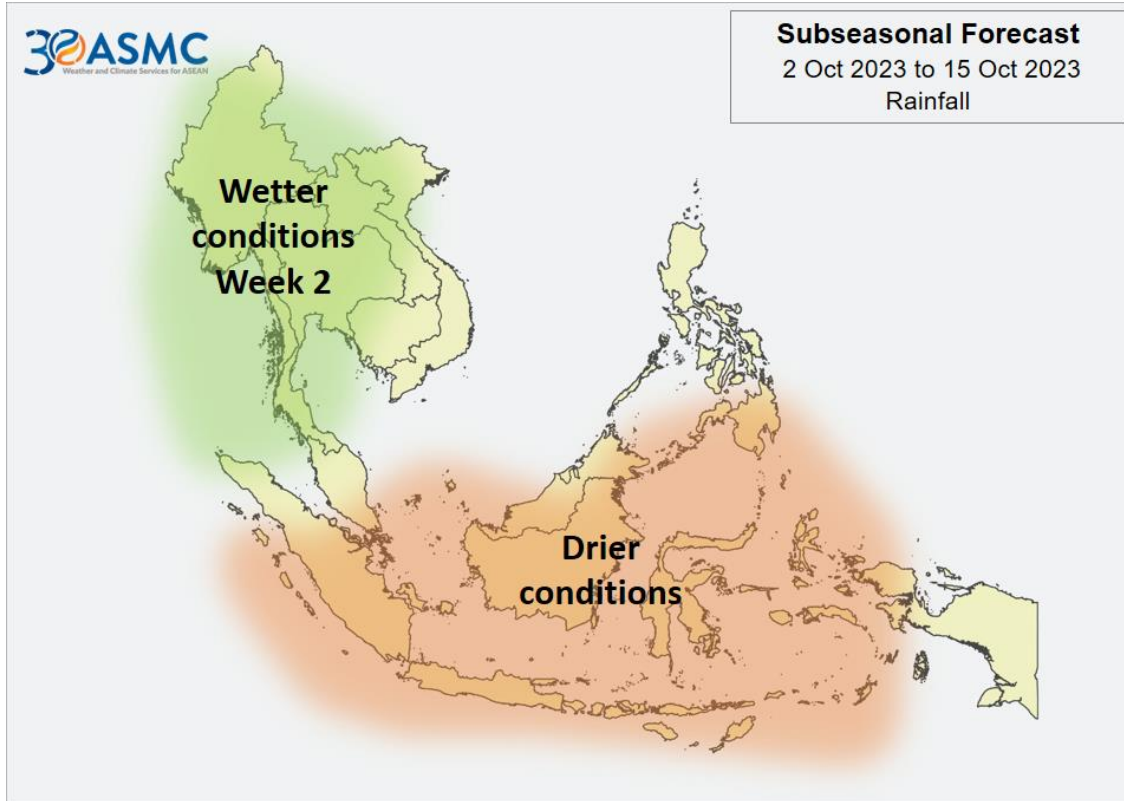 30 ASMC
Weather and Climate Services for ASEAN
Subseasonal Forecast
2 Oct 2023 to 15 Oct 2023
Rainfall
Wetter
conditions
Week 2
Drier
conditions